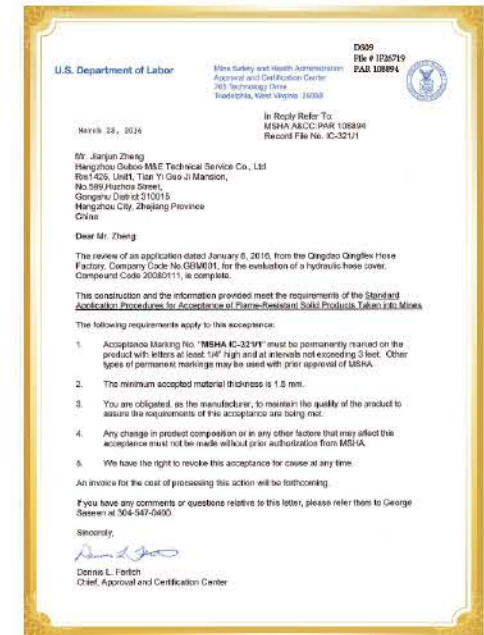 DS09
File # IP26719
PAR 108894
U.S. Department of Labor
Mine Safety and Health Administration
Approval and Certification Center
765 Technology Drive
Triadelphia, West Virginia 26059
In Reply Refer To:
MSHA:A&CC:PAR 108894
Record File No. IC-321/1
March 28, 2016
Mr. Jianjun Zheng
Hangzhou Guboo M&E Technical Service Co., Ltd
Rm1426, Unit1, Tian Yi Guo Ji Mansion,
No.599,Huzhou Street,
Gongshu District 310015
Hangzhou City, Zhejiang Province
China
Dear Mr. Zheng:
The review of an application dated January 6, 2016, from the Qingdao Qingflex Hose
Factory, Company Code No.GBM001, for the evaluation of a hydraulic hose cover,
Compound Code 20080111, is complete.
This construction and the information provided meet the requirements of the Standard
Application Procedures for Acceptance of Flame-Resistant Solid Products Taken into Mines
The following requirements apply to this acceptance:
1. Acceptance Marking No. "MSHA IC-321/1" must be permanently marked on the
product with letters at least 1/4" high and at intervals not exceeding 3 feet. Other
types of permanent markings may be used with prior approval of MSHA.
2. The minimum accepted material thickness is 1.5 mm.
3. You are obligated, as the manufacturer, to maintain the quality of the product to
assure the requirements of this acceptance are being met.
4. Any change in product composition or in any other factors that may affect this
acceptance must not be made without prior authorization from MSHA.
5. We have the right to revoke this acceptance for cause at any time.
An invoice for the cost of processing this action will be forthcoming.
If you have any comments or questions relative to this letter, please refer them to George
Saseen at 304-547-0400.
Sincerely,
Dennis L. Ferlich
Chief, Approval and Certification Center